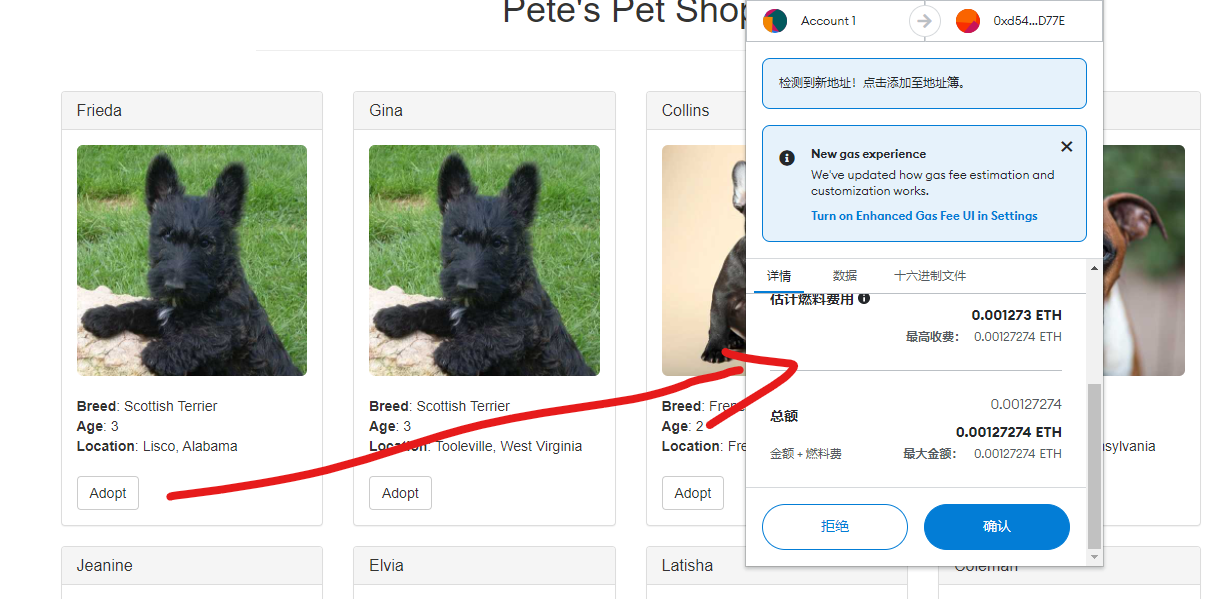 Pete's Pet Shop
Account 1
0xd54...D77E
检测到新地址！点击添加至地址簿。
New gas experience
We've updated how gas fee estimation and
customization works.
Turn on Enhanced Gas Fee UI in Settings
详情 数据 十六进制文件
估计燃料费用
0.001273 ETH
最高收费： 0.00127274 ETH
0.00127274
总额
0.00127274 ETH
金额 + 燃料费 最大金额： 0.00127274 ETH
拒绝 确认
Frieda
Breed: Scottish Terrier
Age: 3
Location: Lisco, Alabama
Adopt
Gina
Breed: Scottish Terrier
Age: 3
Location: Tooleville, West Virginia
Adopt
Collins
Breed: Fren
Age: 2
Location: Fre
Adopt
nsylvania
Jeanine
Elvia
Latisha
Coleman